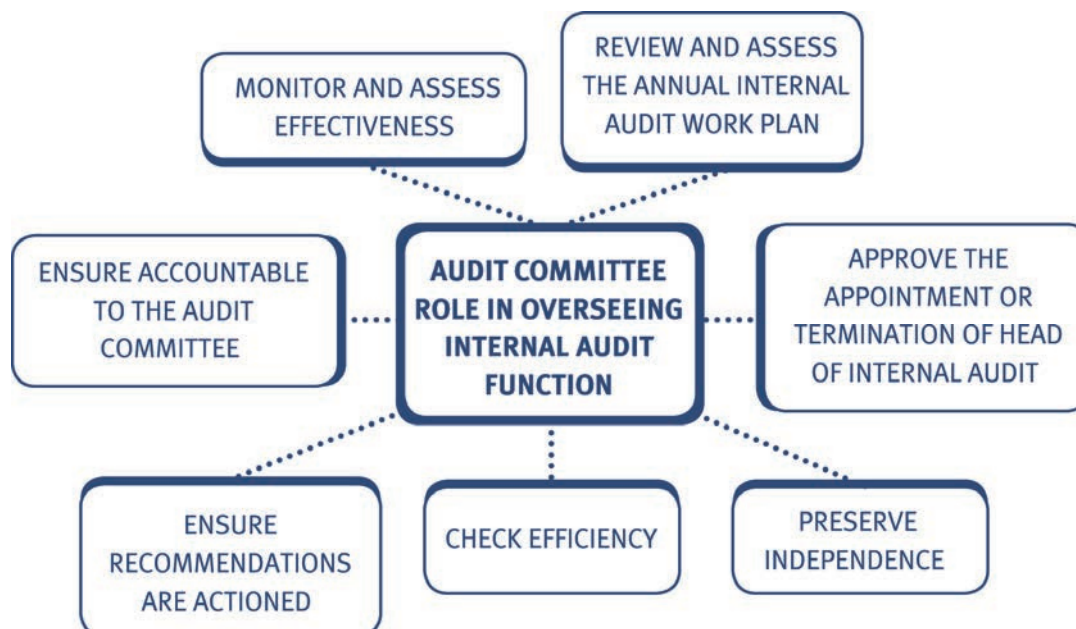 MONITOR AND ASSESS
EFFECTIVENESS
REVIEW AND ASSESS
THE ANNUAL INTERNAL
AUDIT WORK PLAN
ENSURE ACCOUNTABLE
TO THE AUDIT
COMMITTEE
AUDIT COMMITTEE
ROLE IN OVERSEEING
INTERNAL AUDIT
FUNCTION
APPROVE THE
APPOINTMENT OR
TERMINATION OF HEAD
OF INTERNAL AUDIT
ENSURE
RECOMMENDATIONS
ARE ACTIONED
CHECK EFFICIENCY
PRESERVE
INDEPENDENCE